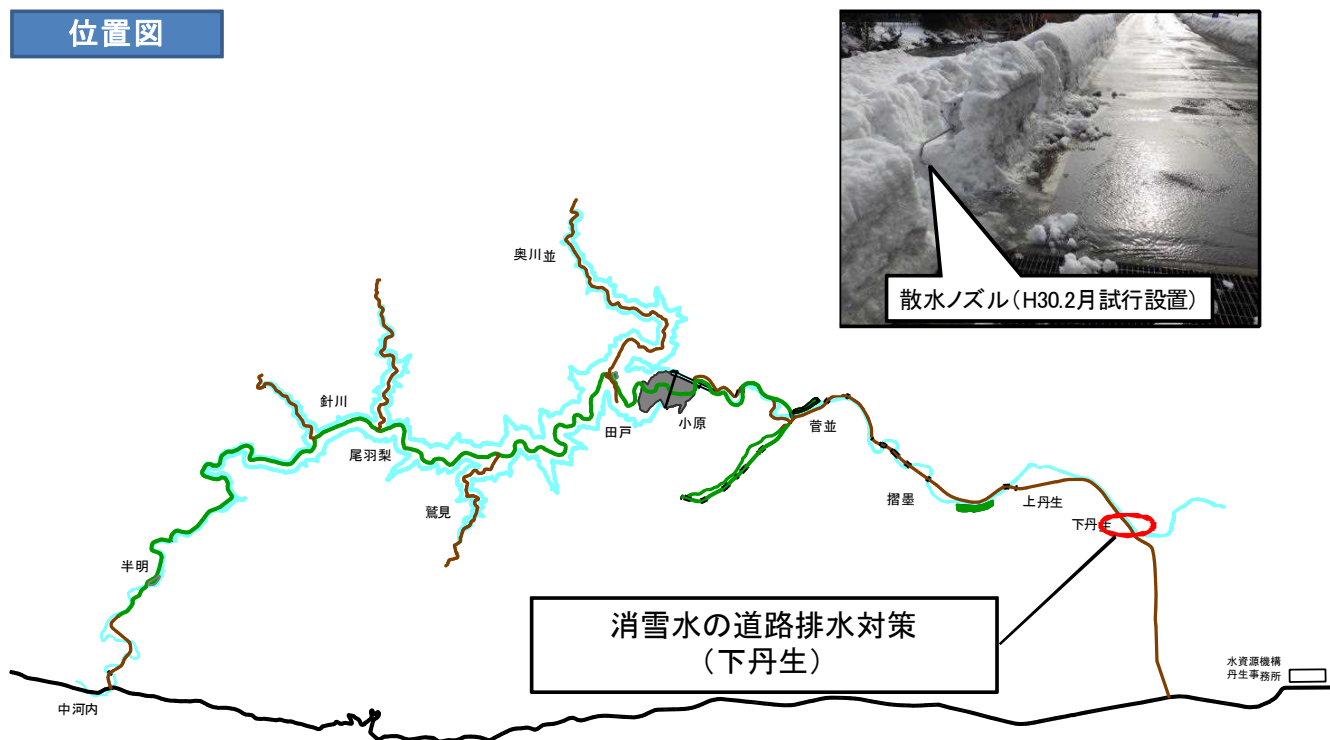 位置図
散水ノズル（H30.2月試行設置）
奥川並
針川
尾羽梨
田戸
小原
菅並
鷲見
摺墨
上丹生
下丹生
半明
消雪水の道路排水対策
（下丹生）
水資源機構
丹生事務所
中河内